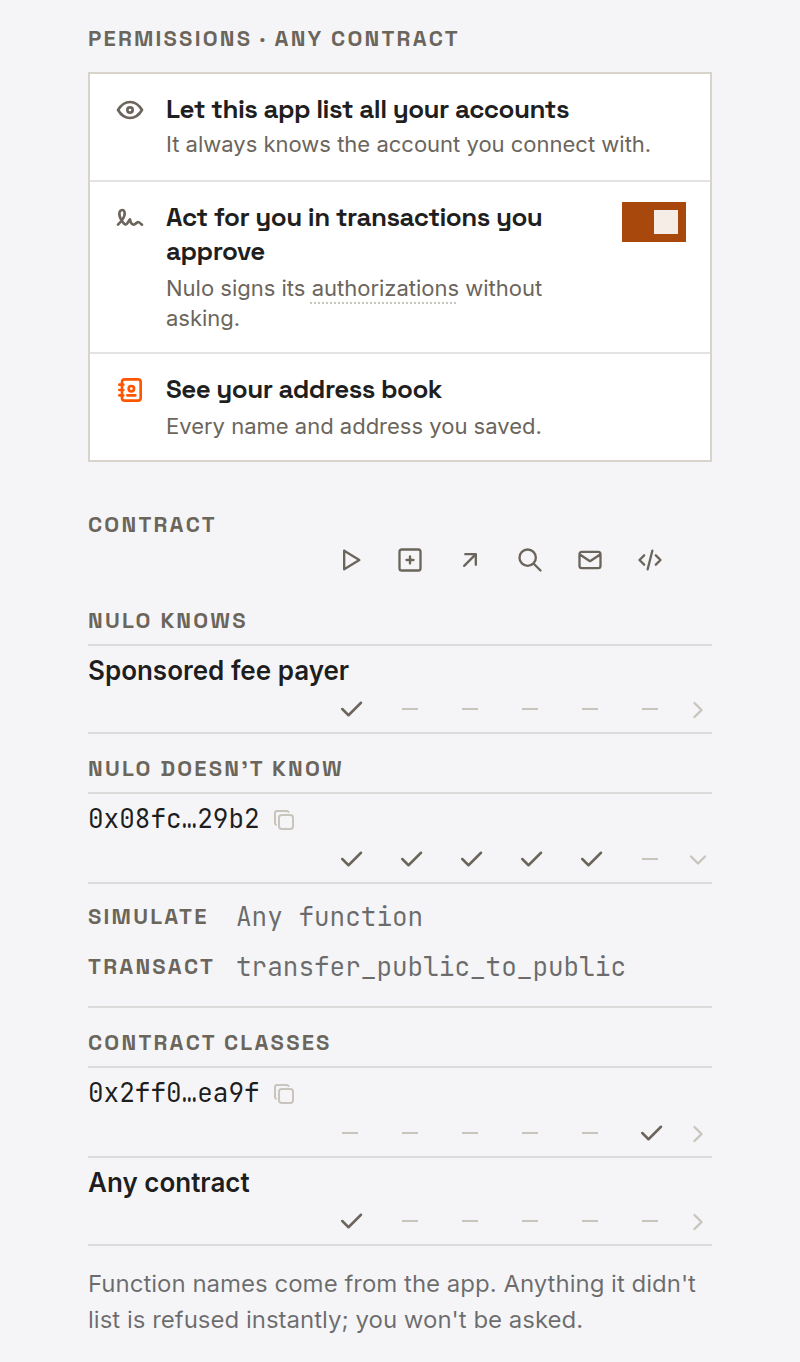 PERMISSIONS · ANY CONTRACT
Let this app list all your accounts
It always knows the account you connect with.
Act for you in transactions you
approve
Nulo signs its authorizations without
asking.
See your address book
Every name and address you saved.
CONTRACT
NULO KNOWS
Sponsored fee payer
NULO DOESN’T KNOW
0x08fc…29b2
SIMULATE Any function
TRANSACT transfer_public_to_public
CONTRACT CLASSES
0x2ff0…ea9f
Any contract
Function names come from the app. Anything it didn't
list is refused instantly; you won't be asked.